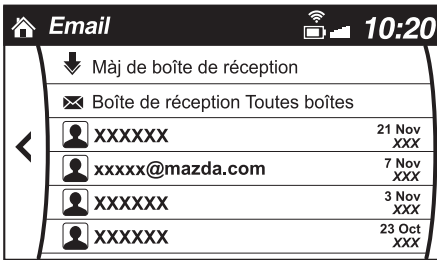 Email 10:20
Màj de boîte de réception
Boîte de réception Toutes boîtes
XXXXXX 21 Nov
XXX
xxxxx@mazda.com 7 Nov
XXX
XXXXXX 3 Nov
XXX
XXXXXX 23 Oct
XXX